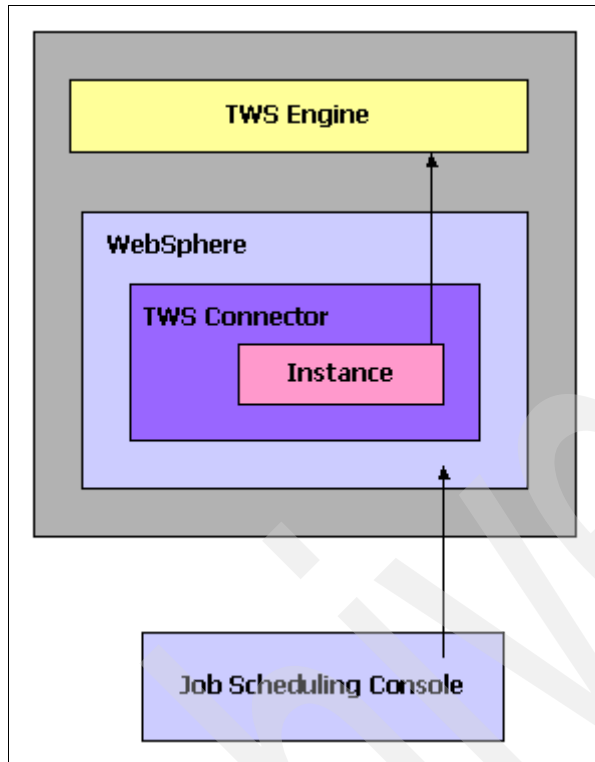 TWS Engine
WebSphere
TWS Connector
Instance
Job Scheduling Console